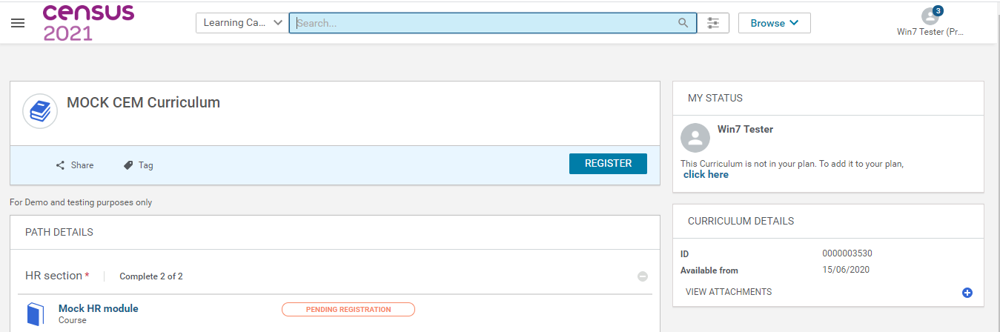 census
2021
Learning Ca...
Search...
Browse
3
Win7 Tester (Pr...
MOCK CEM Curriculum
Share
Tag
REGISTER
For Demo and testing purposes only
PATH DETAILS
HR section *
Complete 2 of 2
Mock HR module
Course
PENDING REGISTRATION
MY STATUS
Win7 Tester
This Curriculum is not in your plan. To add it to your plan,
click here
CURRICULUM DETAILS
ID 0000003530
Available from 15/06/2020
VIEW ATTACHMENTS